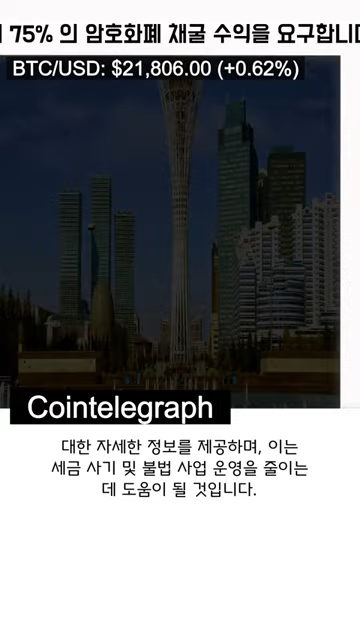 75% 의 암호화폐 채굴 수익을 요구합니다
BTC/USD: $21,806.00 (+0.62%)
Cointelegraph
대한 자세한 정보를 제공하며, 이는
세금 사기 및 불법 사업 운영을 줄이는
데 도움이 될 것입니다.